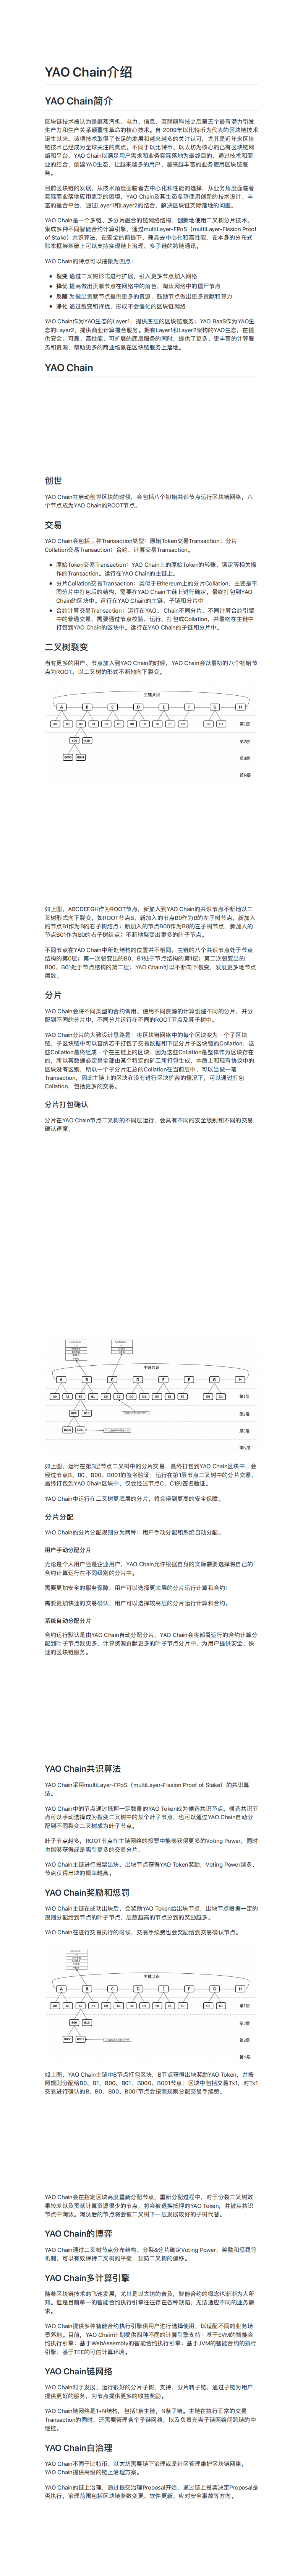 YAO Chain介绍
YAO Chain简介
区块链技术被认为是继蒸汽机、电力、信息、互联网科技之后第五个最有潜力引发
生产力和生产关系颠覆性革命的核心技术。自 2009年以比特币为代表的区块链技术
诞生以来，该项技术取得了长足的发展和越来越多的关注认可，尤其是近年来区块
链技术已经成为全球关注的焦点。不同于以比特币、以太坊为核心的已有区块链网
络和平台，YAO Chain以满足用户需求和业务实际落地为最终目的，通过技术和商
业的结合，创建YAO生态，让越来越多的用户，越来越丰富的业务使用区块链服
务。
目前区块链的发展，从技术角度面临着去中心化和性能的选择，从业务角度面临着
实际商业落地应用匮乏的困境，YAO Chain及其生态希望使用创新的技术设计，丰
富的撮合平台，通过Layer1和Layer2的结合，解决区块链实际落地的问题。
YAO Chain是一个多链、多分片融合的链网络结构，创新地使用二叉树分片技术，
集成多种不同智能合约计算引擎，通过multiLayer-FPoS（multiLayer-Fission Proof
of Stake）共识算法，在安全的前提下，兼具去中心化和高性能，在本身的分布式
账本框架基础上可以支持实现链上治理、多子链的跨链通讯。
YAO Chain的特点可以抽象为四点：
裂变 通过二叉树形式进行扩展，引入更多节点加入网络
择优 提高做出贡献节点在网络中的角色，淘汰网络中的僵尸节点
反哺 为做出贡献节点提供更多的资源，鼓励节点做出更多贡献和算力
净化 通过裂变和择优，形成不会僵化的区块链网络
YAO Chain作为YAO生态的Layer1，提供底层的区块链服务；YAO BaaS作为YAO生
态的Layer2，提供商业计算撮合服务。拥有Layer1和Layer2架构的YAO生态，在提
供安全、可靠、高性能、可扩展的底层服务的同时，提供了更多、更丰富的计算服
务和资源，帮助更多的商业场景在区块链服务上落地。
YAO Chain
创世
YAO Chain在启动创世区块的时候，会包括八个初始共识节点运行区块链网络，八
个节点成为YAO Chain的ROOT节点。
交易
YAO Chain会包括三种Transaction类型：原始Token交易Transaction；分片
Collation交易Transaction；合约、计算交易Transaction。
原始Token交易Transaction：YAO Chain上的原始Token的转账、锁定等相关操
作的Transaction，运行在YAO Chain的主链上。
分片Collation交易Transaction：类似于Ethereum上的分片Collation，主要是不
同分片中打包后的结构，需要在YAO Chain主链上进行确定，最终打包到YAO
Chain的区块中，运行在YAO Chain的主链、子链和分片中
合约计算交易Transaction：运行在YAO。 Chain不同分片、不同计算合约引擎
中的普通交易，需要通过节点校验、运行，打包成Collation，并最终在主链中
打包到YAO Chain的区块中，运行在YAO Chain的子链和分片中。
二叉树裂变
当有更多的用户、节点加入到YAO Chain的时候，YAO Chain会以最初的八个初始节
点为ROOT，以二叉树的形式不断地向下裂变。
主链共识
A B C D E F G H
A0 A1 B0 B1 C0 C1 D0 D1 E0 E1 F0 G0 G1 第1层
B00 B10 第2层
B000 B001 第3层
第N层
如上图，ABCDEFGH作为ROOT节点，新加入到YAO Chain的共识节点不断地以二
叉树形式向下裂变，如ROOT节点B，新加入的节点B0作为B的左子树节点，新加入
的节点B1作为B的右子树结点；新加入的节点B00作为B0的左子树节点，新加入的
节点B01作为B0的右子树结点；不断地裂变出更多的叶子节点。
不同节点在YAO Chain中所处结构的位置并不相同，主链的八个共识节点处于节点
结构的第0层；第一次裂变出的B0、B1处于节点结构的第1层；第二次裂变出的
B00、B01处于节点结构的第二层；YAO Chain可以不断向下裂变，发展更多地节点
层数。
分片
YAO Chain会将不同类型的合约调用、使用不同资源的计算创建不同的分片，并分
配到不同的分片中，不同分片运行在不同的ROOT节点及其子树中。
YAO Chain分片的大致设计思路是：将区块链网络中的每个区块变为一个子区块
链，子区块链中可以容纳若干打包了交易数据和下层分片子区块链的Collation，这
些Collation最终组成一个在主链上的区块；因为这些Collation是整体作为区块存在
的，所以其数据必定是全部由某个特定的矿工所打包生成，本质上和现有协议中的
区块没有区别，所以一个子分片汇总的Collation在当前层中，可以当做一笔
Transaction，因此主链上的区块在没有进行区块扩容的情况下，可以通过打包
Collation，包括更多的交易。
分片打包确认
分片在YAO Chain节点二叉树的不同层运行，会具有不同的安全级别和不同的交易
确认速度。
主链共识
A B C D E F G H
A0 A1 B0 B1 C0 C1 D0 D1 E0 E1 F0 G0 G1 第1层
B00 B10 第2层
B000 B001 第3层
第N层
如上图，运行在第3层节点二叉树中的分片交易，最终打包到YAO Chain区块中，会
经过节点B、B0、B00、B001的签名验证；运行在第1层节点二叉树中的分片交易，
最终打包到YAO Chain区块中，仅会经过节点C、C1的签名验证。
YAO Chain中运行在二叉树更底层的分片，将会得到更高的安全保障。
分片分配
YAO Chain的分片分配规则分为两种：用户手动分配和系统自动分配。
用户手动分配分片
无论是个人用户还是企业用户，YAO Chain允许根据自身的实际需要选择将自己的
合约计算运行在不同级别的分片中。
需要更加安全的服务保障，用户可以选择更底层的分片运行计算和合约；
需要更加快速的交易确认，用户可以选择较高层的分片运行计算和合约。
系统自动分配分片
合约运行默认是由YAO Chain自动分配分片，YAO Chain会将部署运行的合约计算分
配到叶子节点数更多，计算资源贡献更多的叶子节点分片中，为用户提供安全、快
速的区块链服务。
YAO Chain共识算法
YAO Chain采用multiLayer-FPoS（multiLayer-Fission Proof of Stake）的共识算
法。
YAO Chain中的节点通过抵押一定数量的YAO Token成为候选共识节点，候选共识节
点可以手动选择成为裂变二叉树中的某个叶子节点，也可以通过YAO Chain自动分
配到不同裂变二叉树成为叶子节点。
叶子节点越多，ROOT节点在主链网络的投票中能够获得更多的Voting Power，同时
也能够获得或是吸引更多的交易分片。
YAO Chain主链进行投票出块，出块节点获得YAO Token奖励，Voting Power越多，
节点获得出块的概率越高。
YAO Chain奖励和惩罚
YAO Chain主链在成功出块后，会奖励YAO Token给出块节点，出块节点根据一定的
规则分配给到节点的叶子节点，层数越高的节点分到的奖励越多。
YAO Chain在进行交易执行的时候，交易手续费也会奖励给到交易确认节点。
主链共识
A B C D E F G H
A0 A1 B0 B1 C0 C1 D0 D1 E0 E1 F0 G0 G1 第1层
B00 B10 第2层
B000 B001 第3层
第N层
如上图，YAO Chain主链中B节点打包区块，B节点获得出块奖励YAO Token，并按
照规则分配给B0、B1、B00、B01、B000、B001节点；区块中包括交易Tx1，对Tx1
交易进行确认的B、B0、B00、B001节点会按照规则分配交易手续费。
YAO Chain会在指定区块高度重新分配节点，重新分配过程中，对于分裂二叉树效
果较差以及贡献计算资源很少的节点，将会被退换抵押的YAO Token，并被从共识
节点中淘汰。淘汰后的节点将会被二叉树下一层发展较好的子树代替。
YAO Chain的博弈
YAO Chain通过二叉树节点分布结构、分裂&分片确定Voting Power、奖励和惩罚等
机制，可以有效保持二叉树的平衡，预防二叉树的偏移。
YAO Chain多计算引擎
随着区块链技术的飞速发展，尤其是以太坊的普及，智能合约的概念也渐渐为人所
知。但是目前单一的智能合约执行引擎往往存在各种缺陷，无法适应不同的业务需
求。
YAO Chain提供多种智能合约执行引擎供用户进行选择使用，以适配不同的业务场
景落地。目前，YAO Chain计划提供四种不同的计算引擎支持：基于EVM的智能合
约执行引擎；基于WebAssembly的智能合约执行引擎；基于JVM的智能合约的执行
引擎；基于TEE的可信计算环境。
YAO Chain链网络
YAO Chain对于发展、运行很好的分片子树，支持，分片转子链，通过子链为用户
提供更好的服务，为节点提供更多的收益奖励。
YAO Chain链网络是1+N结构，包括1条主链，N条子链。主链在执行正常的交易
Transaction的同时，还需要管理各个子链网络，以及负责充当子链链间跨链的中
继链。
YAO Chain自治理
YAO Chain不同于比特币，以太坊需要链下治理或是社区管理维护区块链网络，
YAO Chain提供高级的链上治理方案。
YAO Chain的链上治理，通过提交治理Proposal开始，通过链上投票决定Proposal是
否执行，治理范围包括区块链参数变更、软件更新、应对安全事故等方向。